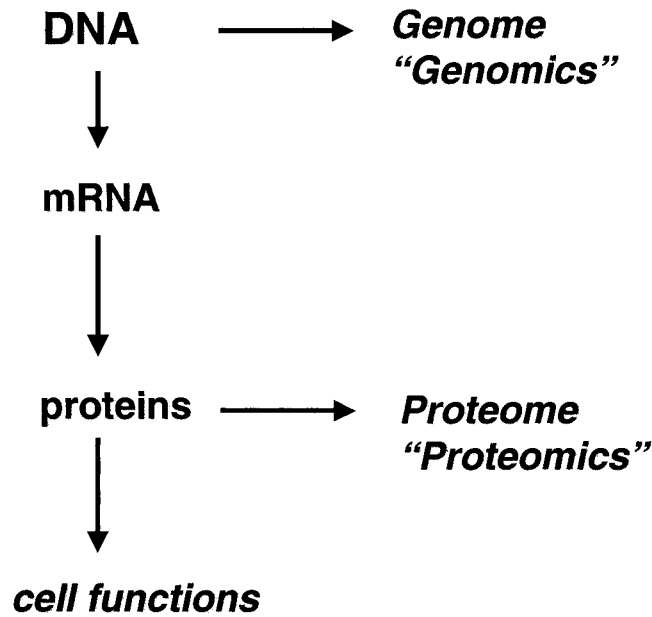 DNA
Genome
“Genomics”
mRNA
proteins
Proteome
“Proteomics”
cell functions